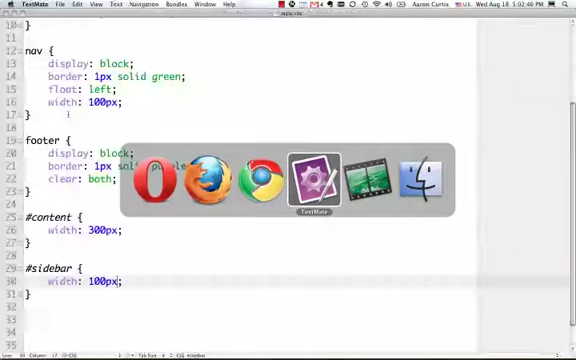 TextMate File Edit View Text Navigation Bundles Window Help Aaron Curtis U.S. Wed Aug 18 5:02:46 PM
10 }
11
12 nav {
13 display: block;
14 border: 1px solid green;
15 float: left;
16 width: 100px;
17 }
18
19 footer {
20 display: block;
21 border: 1px solid purple;
22 clear: both;
23 }
24
25 #content {
26 width: 300px;
27 }
28
29 #sidebar {
30 width: 100px;
31 }
32
33
34
35
TextMate